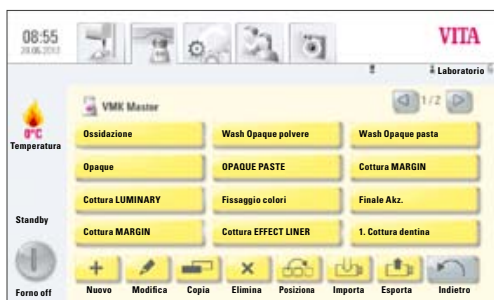 08:55
VITA
28.06.2012
Laboratorio
VMK Master
1/2
0°C
Temperatura
Ossidazione
Wash Opaque polvere
Wash Opaque pasta
Opaque
OPAQUE PASTE
Cottura MARGIN
Cottura LUMINARY
Fissaggio colori
Finale Akz.
Standby
Cottura MARGIN
Cottura EFFECT LINER
1. Cottura dentina
Forno off
Nuovo
Modifica
Copia
Elimina
Posiziona
Importa
Esporta
Indietro